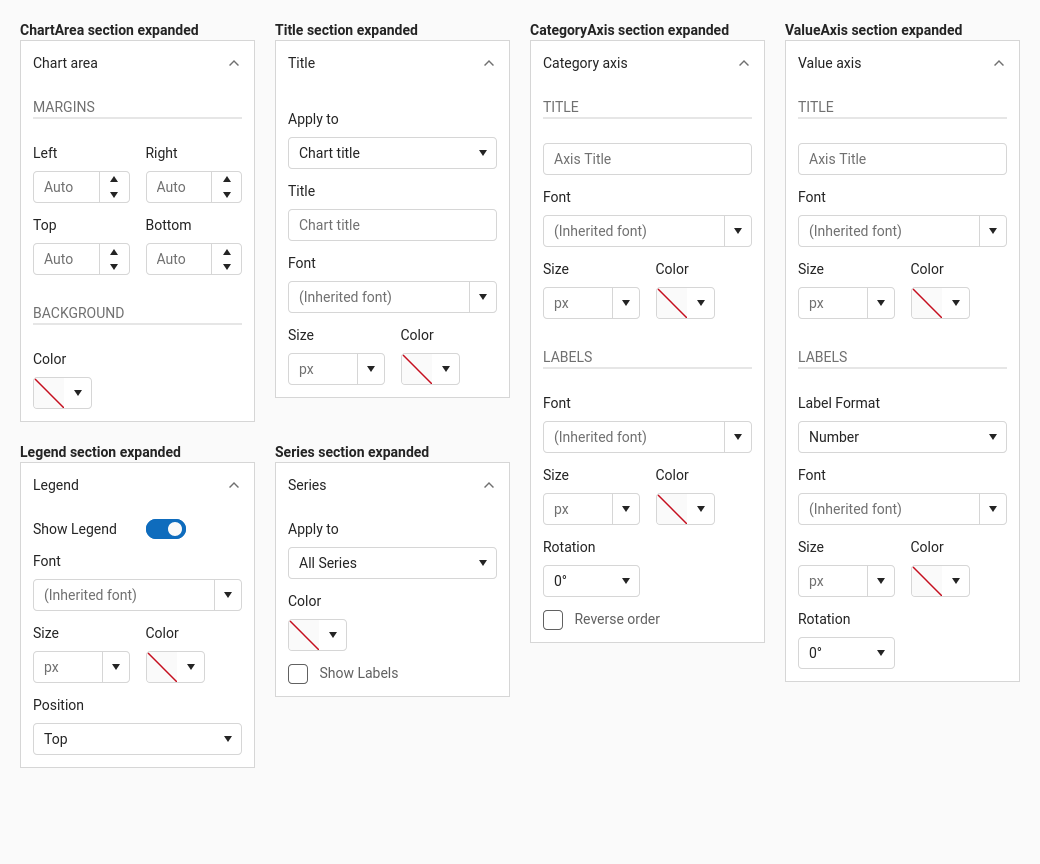 ChartArea section expanded
Chart area
MARGINS
Left Right
Auto Auto
Top Bottom
Auto Auto
BACKGROUND
Color
Legend section expanded
Legend
Show Legend
Font
(Inherited font)
Size Color
px
Position
Top
Title section expanded
Title
Apply to
Chart title
Title
Chart title
Font
(Inherited font)
Size Color
px
Series section expanded
Series
Apply to
All Series
Color
Show Labels
CategoryAxis section expanded
Category axis
TITLE
Axis Title
Font
(Inherited font)
Size Color
px
LABELS
Font
(Inherited font)
Size Color
px
Rotation
0°
Reverse order
ValueAxis section expanded
Value axis
TITLE
Axis Title
Font
(Inherited font)
Size Color
px
LABELS
Label Format
Number
Font
(Inherited font)
Size Color
px
Rotation
0°